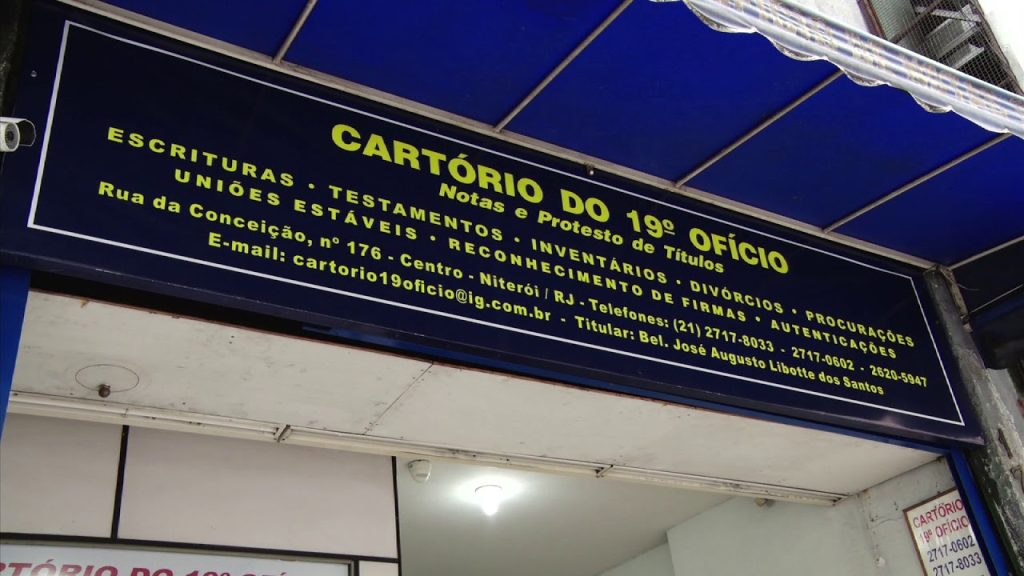 CARTÓRIO DO 19º OFÍCIO
Notas e Protesto de Títulos
ESCRITURAS • TESTAMENTOS • INVENTÁRIOS • DIVÓRCIOS • PROCURAÇÕES
UNIÕES ESTÁVEIS • RECONHECIMENTO DE FIRMAS • AUTENTICAÇÕES
Rua da Conceição, nº 176 - Centro - Niterói / RJ - Telefones: (21) 2717-8033 - 2717-0602 - 2620-5947
E-mail: cartorio19oficio@ig.com.br - Titular: Bel. José Augusto Libotte dos Santos
CARTÓRIO
19º OFÍCIO
2717-0602
2717-8033
DO 19º